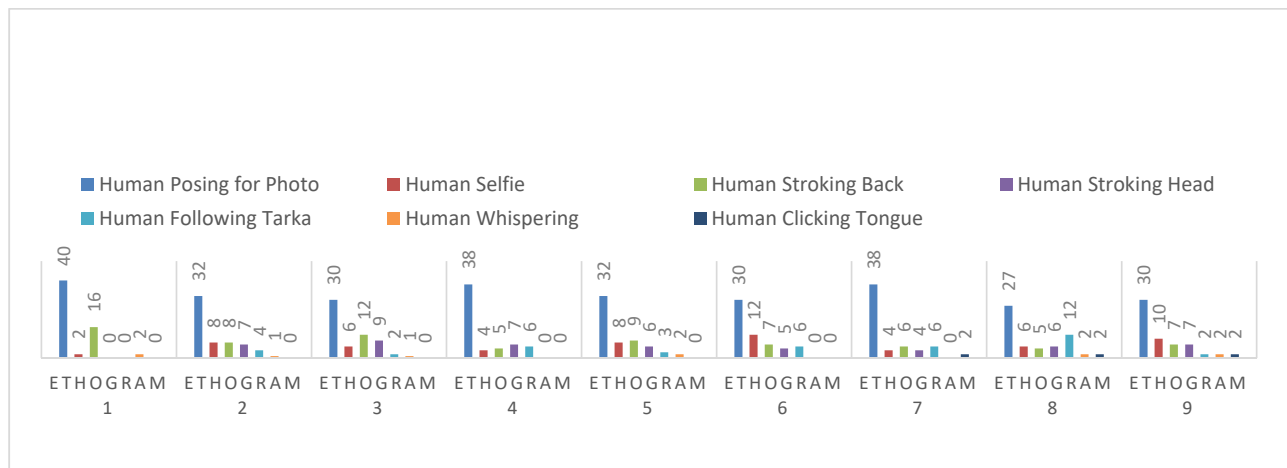 Human Posing for Photo Human Selfie Human Stroking Back Human Stroking Head
Human Following Tarka Human Whispering Human Clicking Tongue
40 2 16 0 0 2 0 32 8 8 7 4 1 0 30 6 12 9 2 1 0 38 4 5 7 6 0 0 32 8 9 6 3 2 0 30 12 7 5 6 0 0 38 4 6 4 6 0 2 27 6 5 6 12 2 2 30 10 7 7 2 2 2
ETHOGRAM ETHOGRAM ETHOGRAM ETHOGRAM ETHOGRAM ETHOGRAM ETHOGRAM ETHOGRAM ETHOGRAM
1 2 3 4 5 6 7 8 9